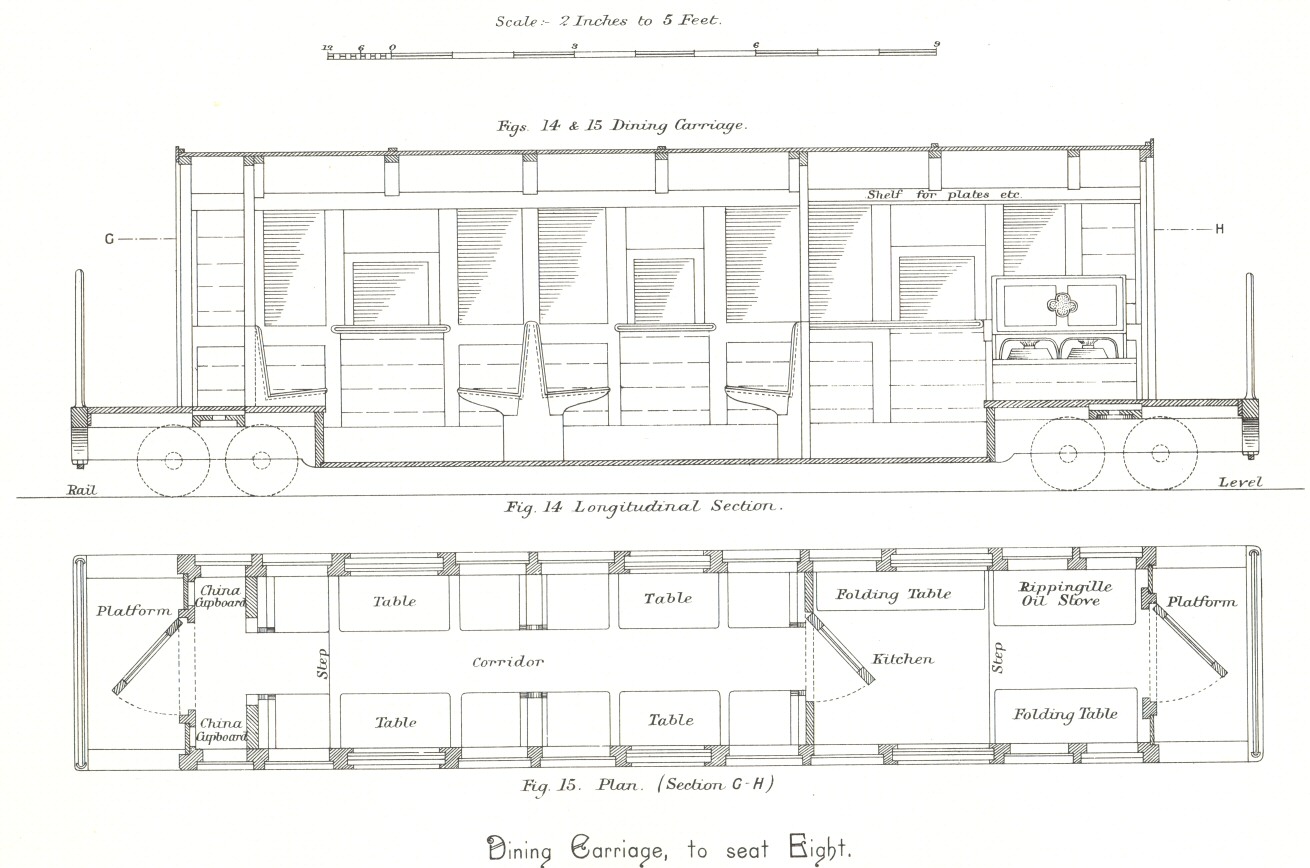 Scale:- 2 Inches to 5 Feet.
12 6 0 3 6 9
Figs. 14 & 15 Dining Carriage.
Shelf for plates etc.
G
H
Rail
Level
Fig. 14 Longitudinal Section.
China
Cupboard
Platform
Table
Table
Folding Table
Rippingille
Oil Stove
Platform
Step
Corridor
Kitchen
Step
China
Cupboard
Table
Table
Folding Table
Fig. 15. Plan. (Section G-H)
Dining Carriage, to seat Eight.